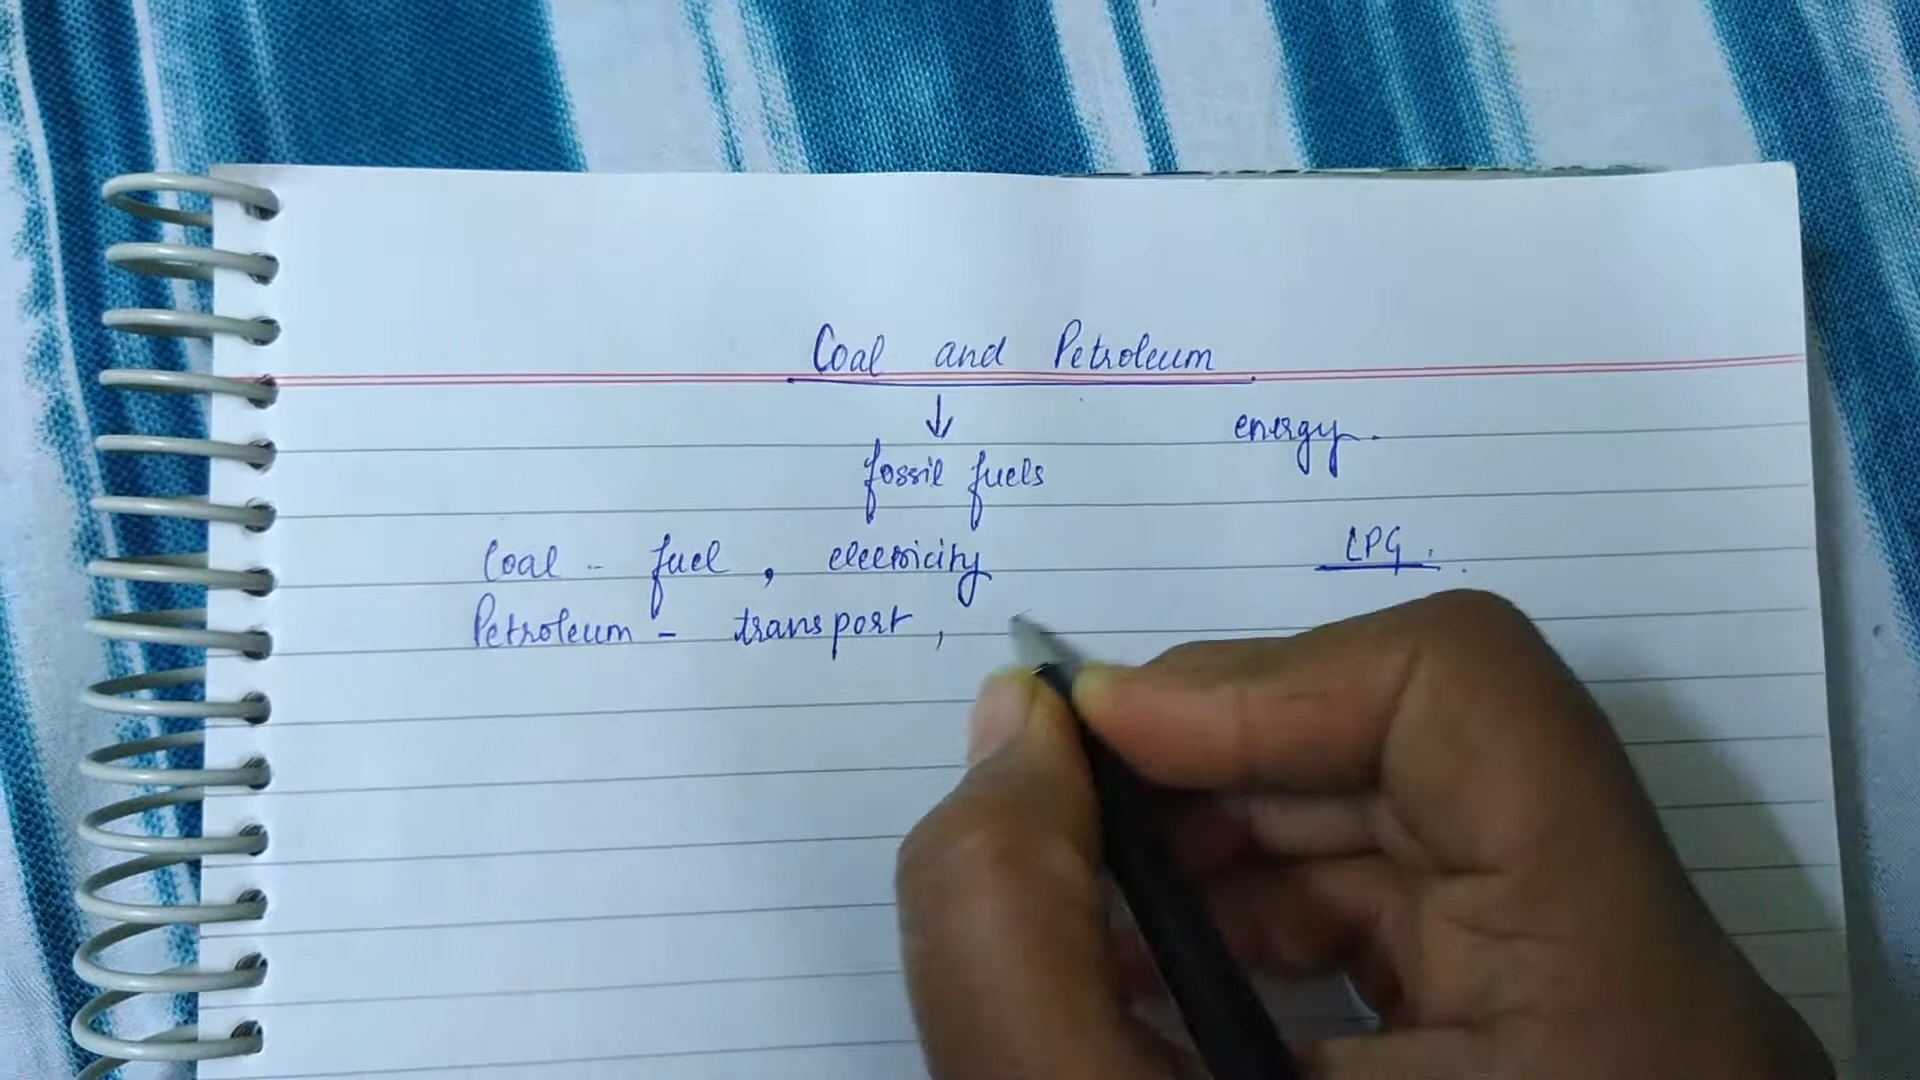 Coal and Petroleum
↓ energy.
fossil fuels
LPG.
Coal - fuel, electricity
Petroleum - transport,